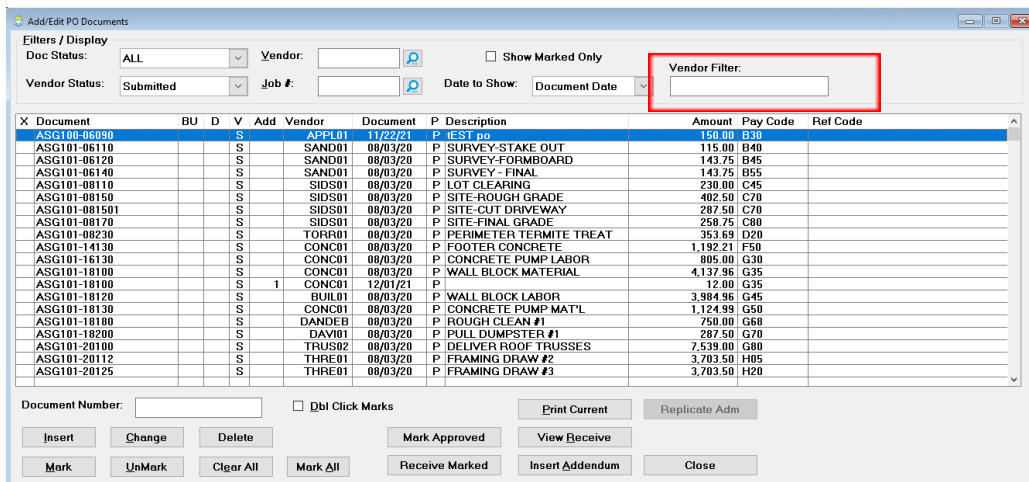 Add/Edit PO Documents
Filters / Display
Doc Status: ALL Vendor: Show Marked Only Vendor Filter:
Vendor Status: Submitted Job #: Date to Show: Document Date
X Document BU D V Add Vendor Document P Description Amount Pay Code Ref Code
ASG100-06090 S APPL01 11/22/21 P tEST po 150.00 B30
ASG101-06110 S SAND01 08/03/20 P SURVEY-STAKE OUT 115.00 B40
ASG101-06120 S SAND01 08/03/20 P SURVEY-FORMBOARD 143.75 B45
ASG101-06140 S SAND01 08/03/20 P SURVEY - FINAL 143.75 B55
ASG101-08110 S SIDS01 08/03/20 P LOT CLEARING 230.00 C45
ASG101-08150 S SIDS01 08/03/20 P SITE-ROUGH GRADE 402.50 C70
ASG101-081501 S SIDS01 08/03/20 P SITE-CUT DRIVEWAY 287.50 C70
ASG101-08170 S SIDS01 08/03/20 P SITE-FINAL GRADE 258.75 C80
ASG101-08230 S TORR01 08/03/20 P PERIMETER TERMITE TREAT 353.69 D20
ASG101-14130 S CONC01 08/03/20 P FOOTER CONCRETE 1,192.21 F50
ASG101-16130 S CONC01 08/03/20 P CONCRETE PUMP LABOR 805.00 G30
ASG101-18100 S CONC01 08/03/20 P WALL BLOCK MATERIAL 4,137.96 G35
ASG101-18100 S 1 CONC01 12/01/21 P 12.00 G35
ASG101-18120 S BUIL01 08/03/20 P WALL BLOCK LABOR 3,984.96 G45
ASG101-18130 S CONC01 08/03/20 P CONCRETE PUMP MAT'L 1,124.99 G50
ASG101-18180 S DANDEB 08/03/20 P ROUGH CLEAN #1 750.00 G68
ASG101-18200 S DAVI01 08/03/20 P PULL DUMPSTER #1 287.50 G70
ASG101-20100 S TRUS02 08/03/20 P DELIVER ROOF TRUSSES 7,539.00 G80
ASG101-20112 S THRE01 08/03/20 P FRAMING DRAW #2 3,703.50 H05
ASG101-20125 S THRE01 08/03/20 P FRAMING DRAW #3 3,703.50 H20
Document Number: Dbl Click Marks Print Current Replicate Adm
Insert Change Delete Mark Approved View Receive
Mark UnMark Clear All Mark All Receive Marked Insert Addendum Close